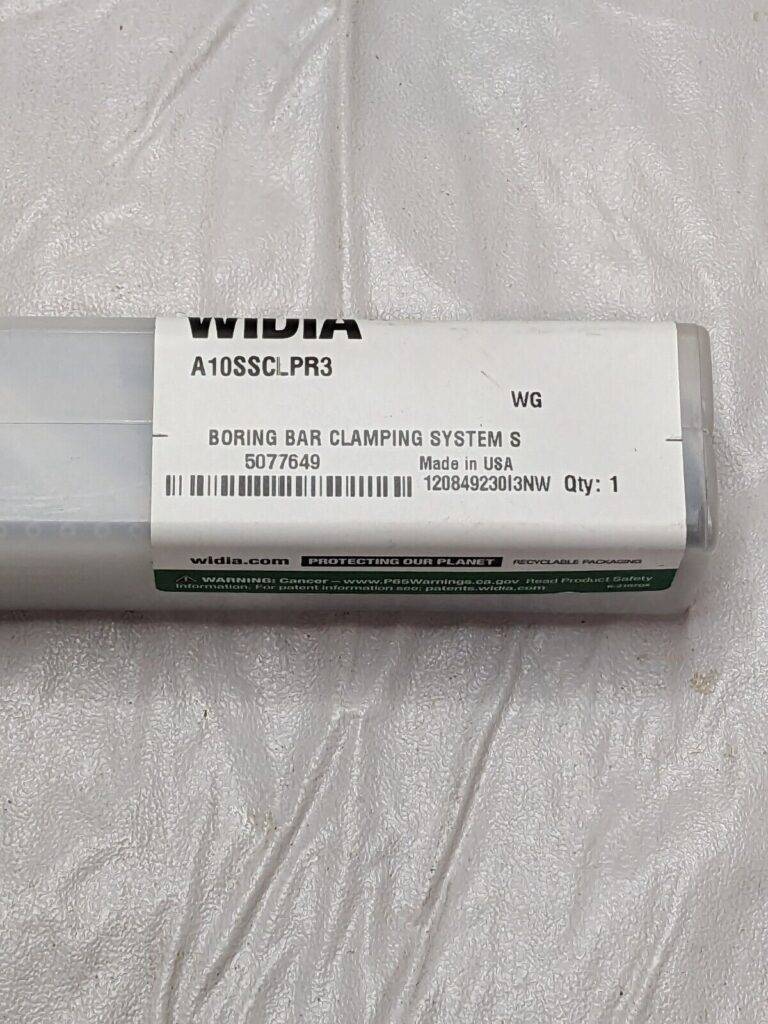 WIDIA
A10SSCLPR3
WG
BORING BAR CLAMPING SYSTEM S
5077649 Made in USA
120849230I3NW Qty: 1
widia.com PROTECTING OUR PLANET RECYCLABLE PACKAGING
WARNING: Cancer – www.P65Warnings.ca.gov Read Product Safety
Information. For patent information see: patents.widia.com